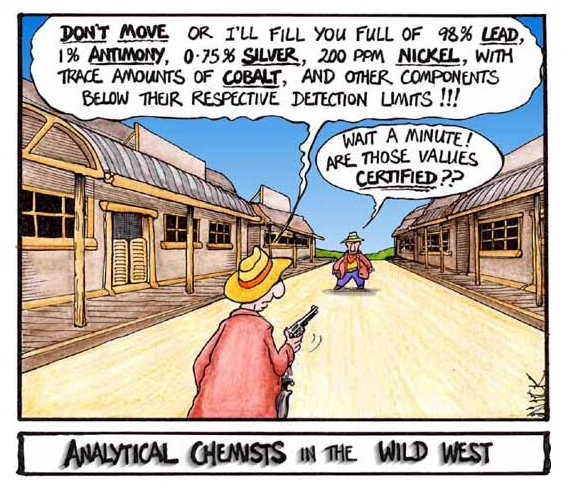 DON'T MOVE OR I'LL FILL YOU FULL OF 98% LEAD,
1% ANTIMONY, 0.75% SILVER, 200 PPM NICKEL, WITH
TRACE AMOUNTS OF COBALT, AND OTHER COMPONENTS
BELOW THEIR RESPECTIVE DETECTION LIMITS!!!
WAIT A MINUTE!
ARE THOSE VALUES
CERTIFIED??
NICK
ANALYTICAL CHEMISTS IN THE WILD WEST